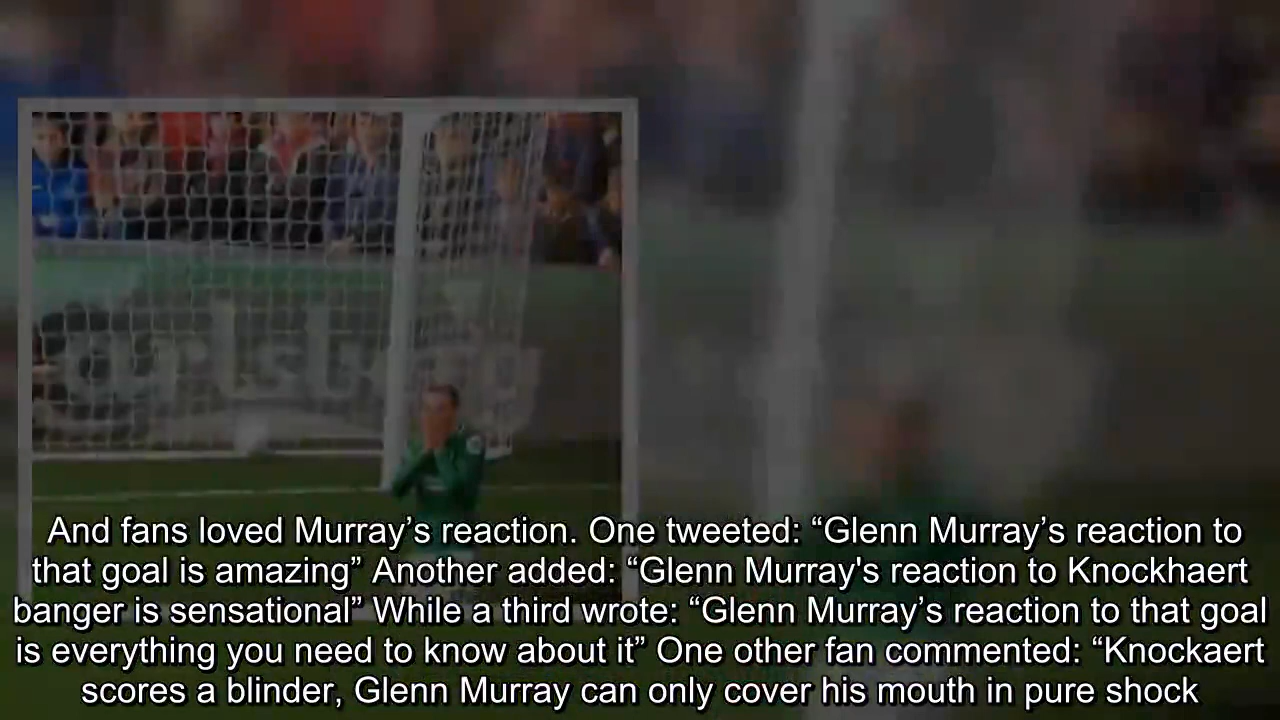 arlsberg
And fans loved Murray’s reaction. One tweeted: “Glenn Murray’s reaction to
that goal is amazing” Another added: “Glenn Murray's reaction to Knockhaert
banger is sensational” While a third wrote: “Glenn Murray’s reaction to that goal
is everything you need to know about it” One other fan commented: “Knockaert
scores a blinder, Glenn Murray can only cover his mouth in pure shock